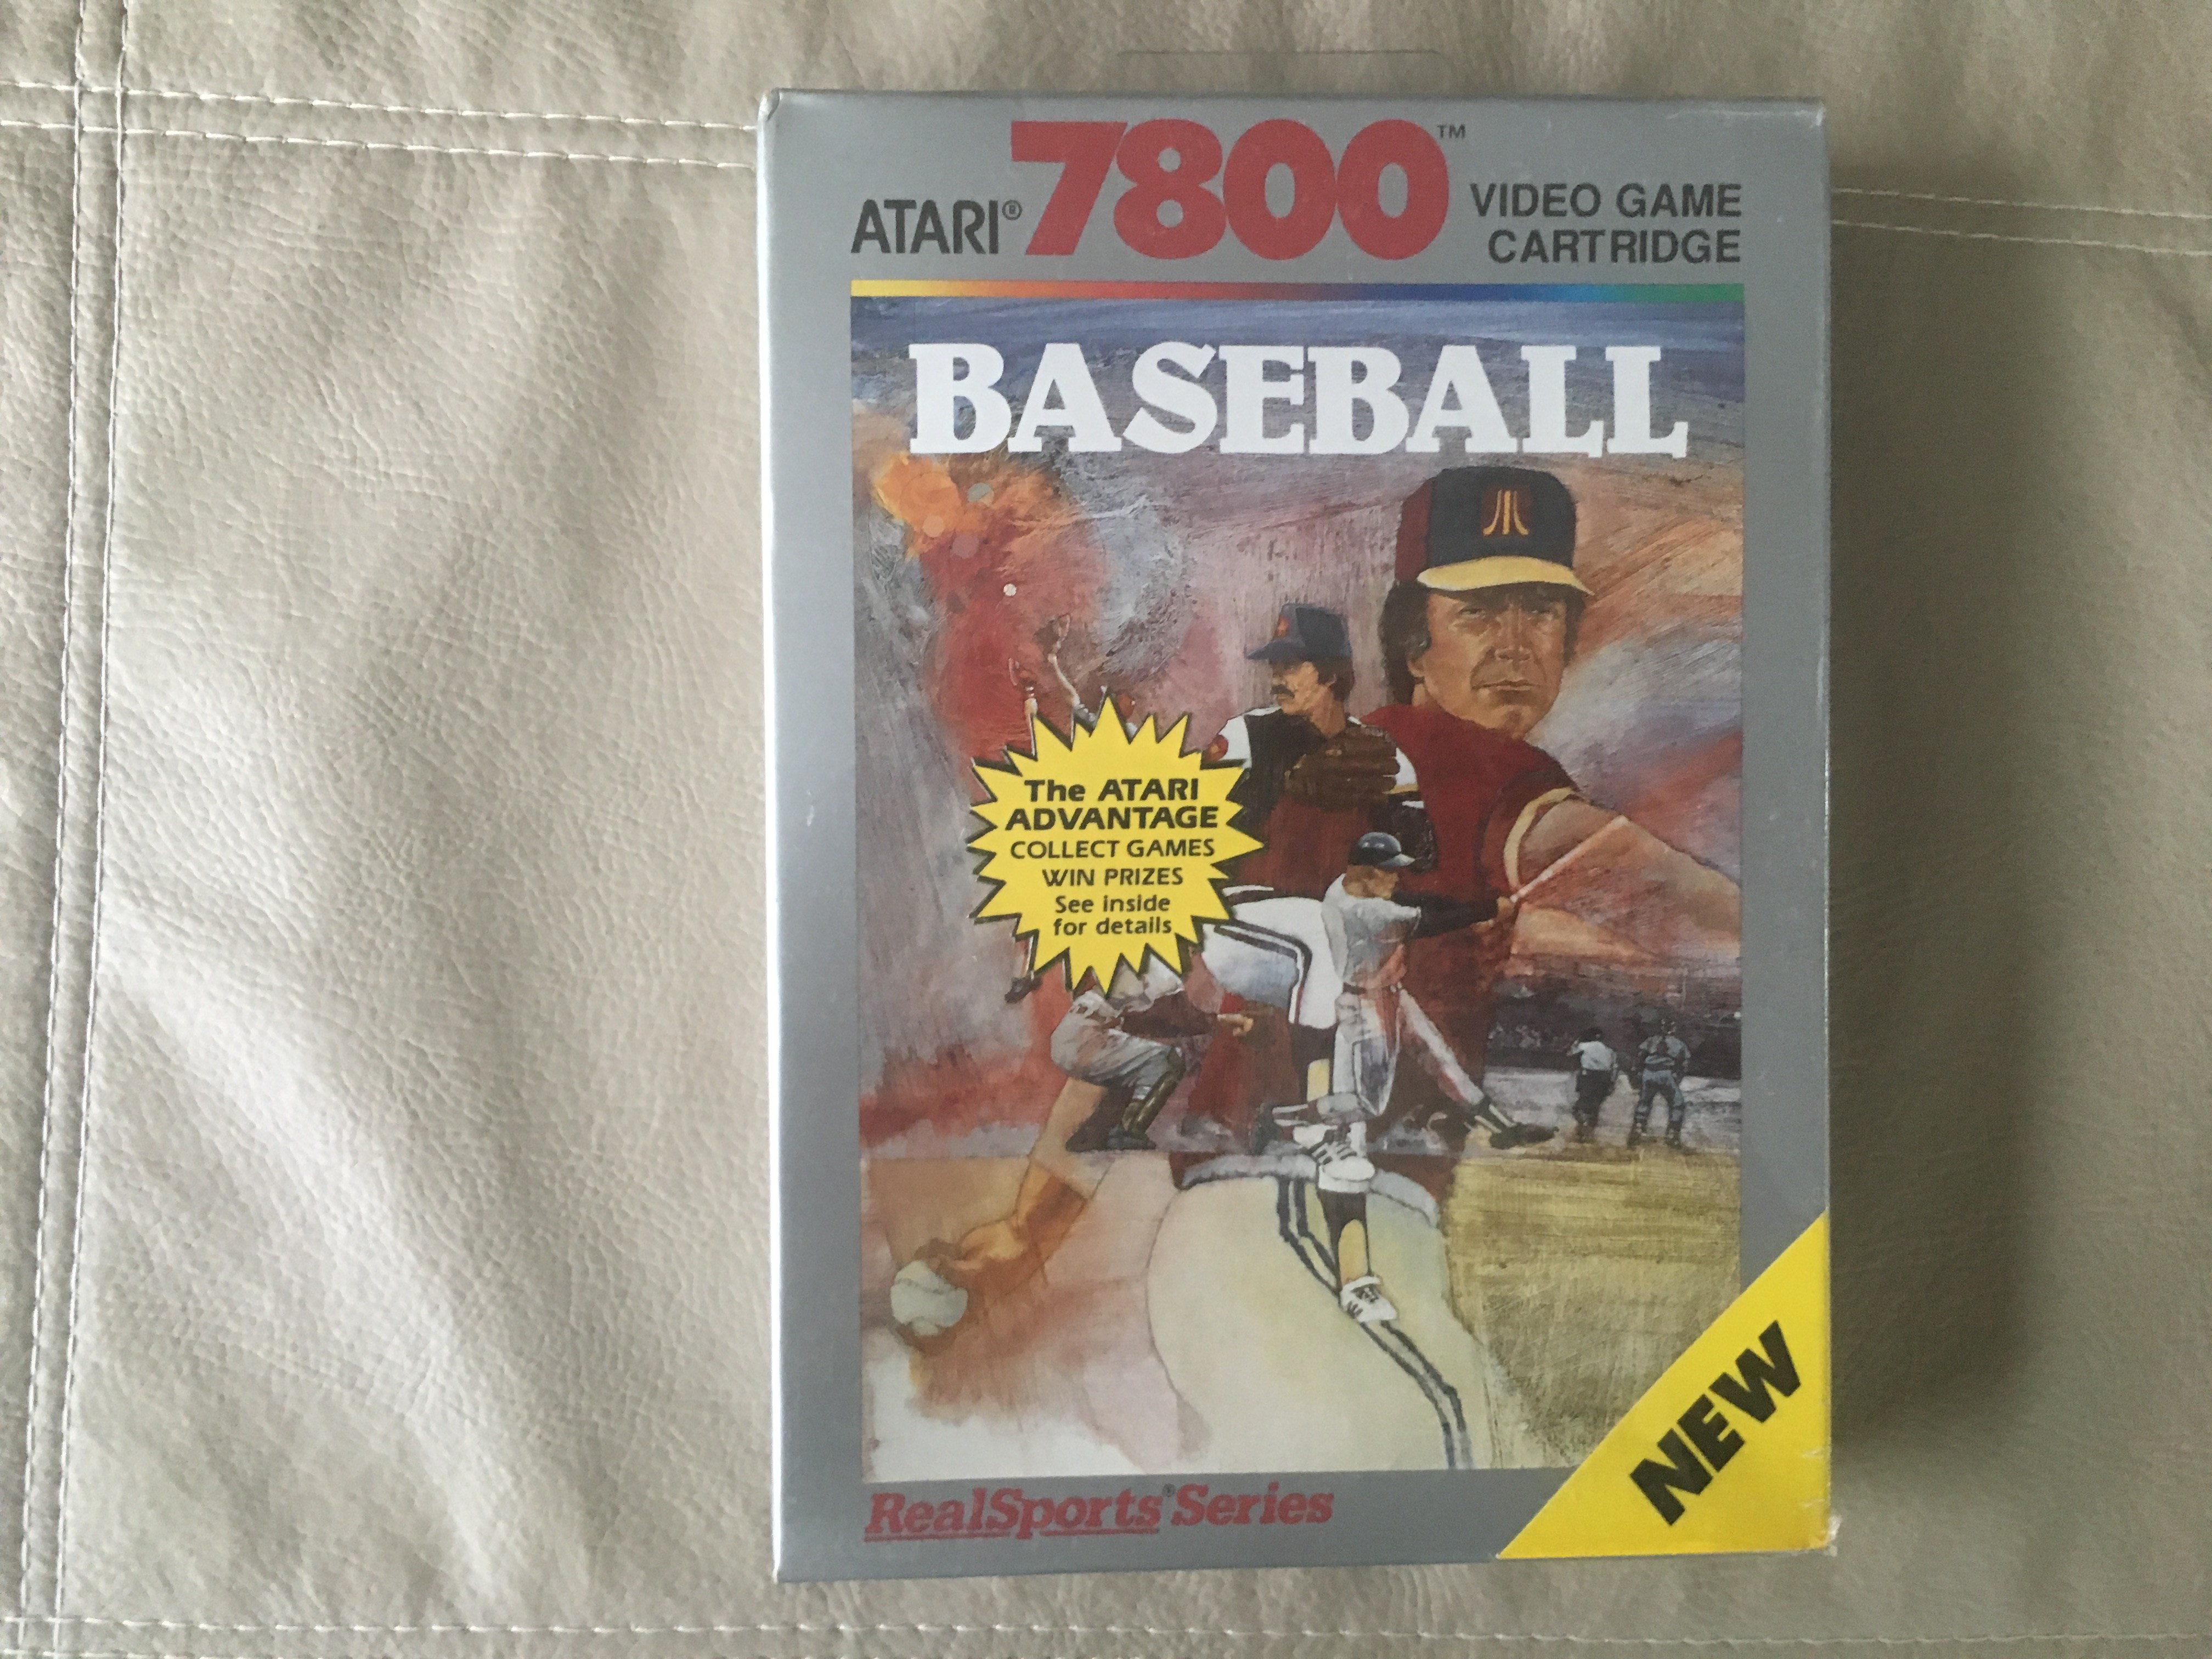 ATARI® 7800™ VIDEO GAME
CARTRIDGE
BASEBALL
The ATARI
ADVANTAGE
COLLECT GAMES
WIN PRIZES
See inside
for details
NEW
RealSports® Series